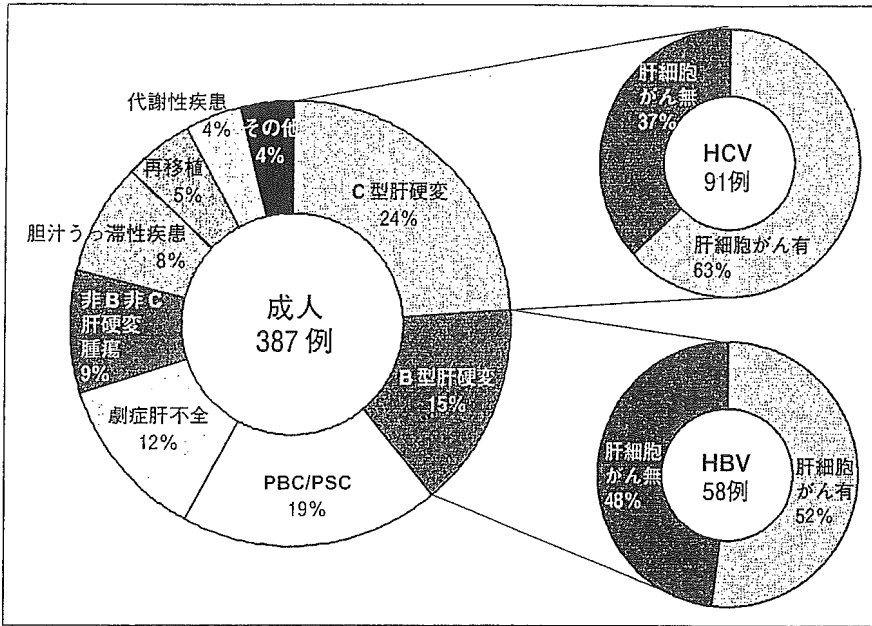 代謝性疾患
4%
その他
4%
再移植
5%
胆汁うっ滞性疾患
8%
非B非C
肝硬変
腫瘍
9%
劇症肝不全
12%
PBC/PSC
19%
B型肝硬変
15%
C型肝硬変
24%
成人
387例
肝細胞
がん無
37%
HCV
91例
肝細胞がん有
63%
肝細胞
がん無
48%
HBV
58例
肝細胞
がん有
52%